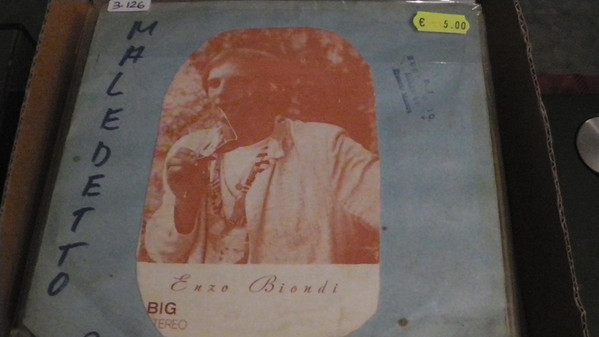 3-126
€ 5.00
MALEDETTO
Enzo Biondi
BIG
STEREO